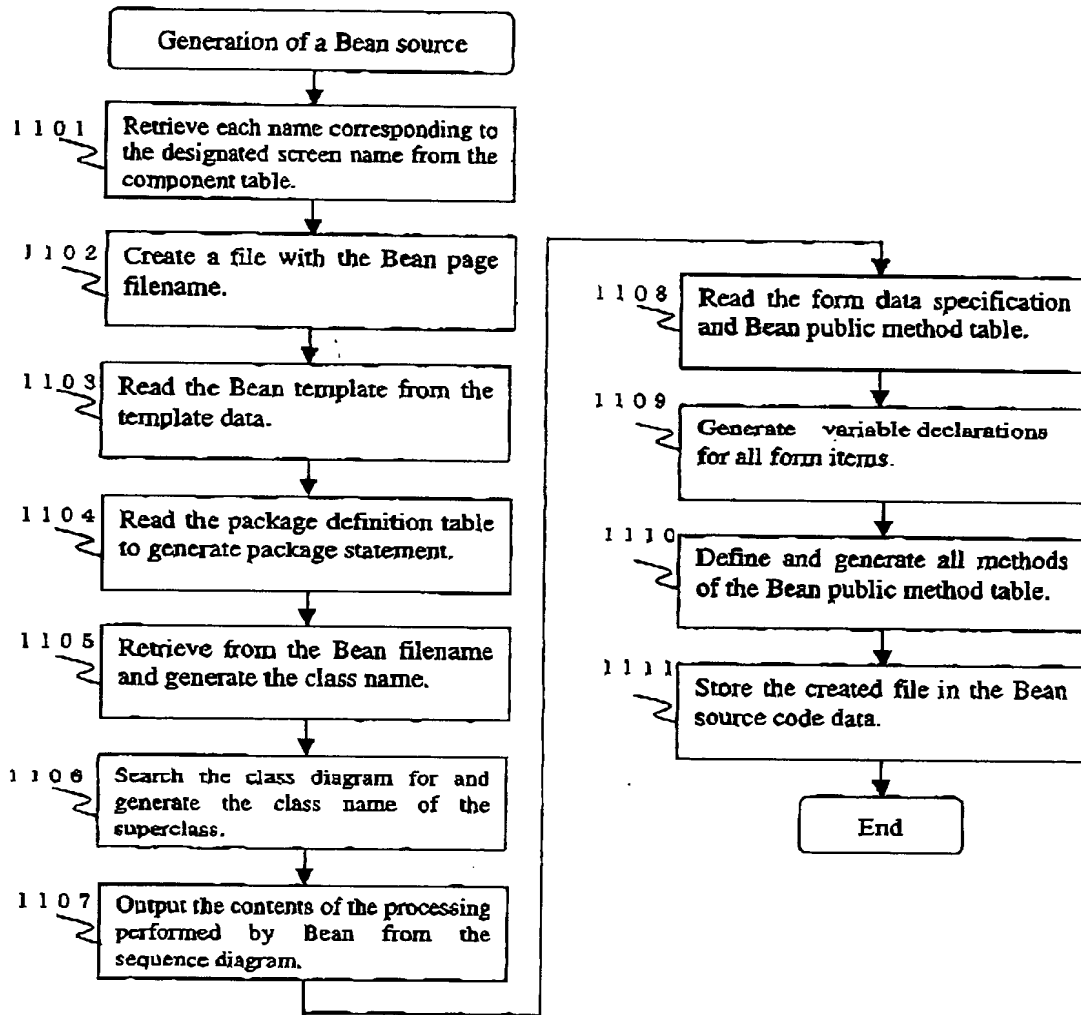 Generation of a Bean source
1101
Retrieve each name corresponding to
the designated screen name from the
component table.
1102
Create a file with the Bean page
filename.
1103
Read the Bean template from the
template data.
1104
Read the package definition table
to generate package statement.
1105
Retrieve from the Bean filename
and generate the class name.
1106
Search the class diagram for and
generate the class name of the
superclass.
1107
Output the contents of the processing
performed by Bean from the
sequence diagram.
1108
Read the form data specification
and Bean public method table.
1109
Generate variable declarations
for all form items.
1110
Define and generate all methods
of the Bean public method table.
1111
Store the created file in the Bean
source code data.
End